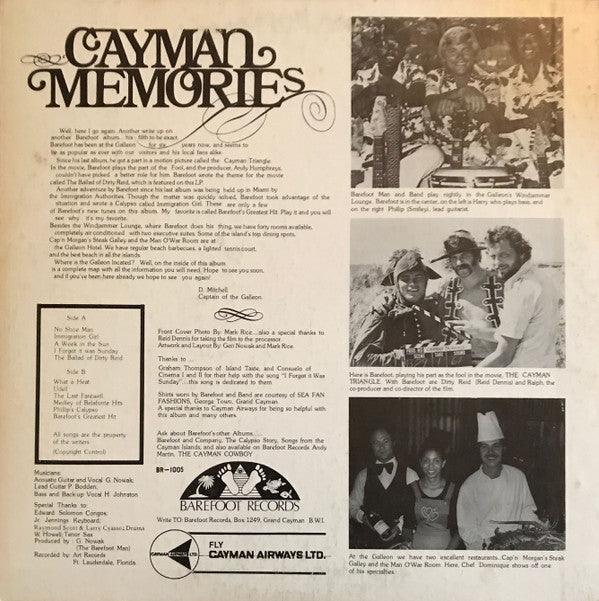 CAYMAN
MEMORIES
Well, here I go again. Another write up on
another Barefoot album... his fifth to be exact.
Barefoot has been at the Galleon for six years now, and seems to
be as popular as ever with our visitors and his local fans alike.
Since his last album, he got a part in a motion picture called the Cayman Triangle.
In the movie, Barefoot plays the part of the Fool, and the producer, Andy Humphreys,
couldn't have picked a better role for him. Barefoot wrote the theme for the movie
called The Ballad of Dirty Reid, which is featured on this LP.
Another adventure by Barefoot since his last album was being held up in Miami by
the Immigration Authorities. Though the matter was quickly solved, Barefoot took advantage of the
situation and wrote a Calypso called Immigration Girl. These are only a few
of Barefoot's new tunes on this album. My favorite is called Barefoot's Greatest Hit. Play it and you will
see why it's my favorite.
Besides the Windjammer Lounge, where Barefoot does his thing, we have forty rooms available,
completely air conditioned with two executive suites. Some of the island's top dining spots,
Cap'n Morgan's Steak Galley and the Man O'War Room are at
the Galleon Hotel. We have regular beach barbecues, a lighted tennis court,
and the best beach in all the islands.
Where is the Galleon located? Well, on the inside of this album
is a complete map with all the information you will need. Hope to see you soon,
and if you've been here already we hope to see you again!
D. Mitchell
Captain of the Galleon.
Side A
No Shoe Man
Immigration Girl
A Week in the Sun
I Forgot it was Sunday
The Ballad of Dirty Reid
Side B
What a Heat
Udull
The Last Farewell
Medley of Belafonte Hits
Phillip's Calypso
Barefoot's Greatest Hit
All songs are the property
of the writers
(Copyright Control)
Musicians:
Acoustic Guitar and Vocal G. Nowak;
Lead Guitar P. Bodden;
Bass and Back-up Vocal H. Johnston
Special Thanks to:
Edward Solomon Congos;
Jr. Jennings Keyboard;
Raymond Scott & Larry Cyrano; Drums
W. Howell; Tenor Sax
Produced by: G. Nowak
(The Barefoot Man)
Recorded by: Art Records
Ft. Lauderdale, Florida.
Front Cover Photo By: Mark Rice...also a special thanks to
Reid Dennis for taking the film to the processor.
Artwork and Layout By: Gen Nowak and Mark Rice.
Thanks to ...
Graham Thompson of Island Taste, and Consuelo of
Cinema I and II for their help with the song "I Forgot it was
Sunday"...this song is dedicated to them
Shirts worn by Barefoot and Band are courtesy of SEA FAN
FASHIONS, George Town, Grand Cayman.
A special thanks to Cayman Airways for being so helpful with
this album and many others.
Ask about Barefoot's other Albums....
Barefoot and Company, The Calypso Story, Songs from the
Cayman Islands; and also available on Barefoot Records Andy
Martin, THE CAYMAN COWBOY
BR-1005
BAREFOOT RECORDS
Write TO: Barefoot Records, Box 1249, Grand Cayman B.W.I.
CAYMAN AIRWAYS LTD.
FLY
CAYMAN AIRWAYS LTD.
Barefoot Man and Band play nightly, in the Galleon's Windjammer
Lounge. Barefoot is in the center, on the left is Harry who plays bass, and
on the right Phillip (Smiley), lead guitarist.
Here is Barefoot, playing his part as the fool in the movie, THE CAYMAN
TRIANGLE. With Barefoot are Dirty Reid (Reid Dennis) and Ralph, the
co-producer and co-director of the film.
At the Galleon we have two excellent restaurants...Cap'n Morgan's Steak
Galley and the Man O'War Room. Here, Chef Dominique shows off one
of his specialties.